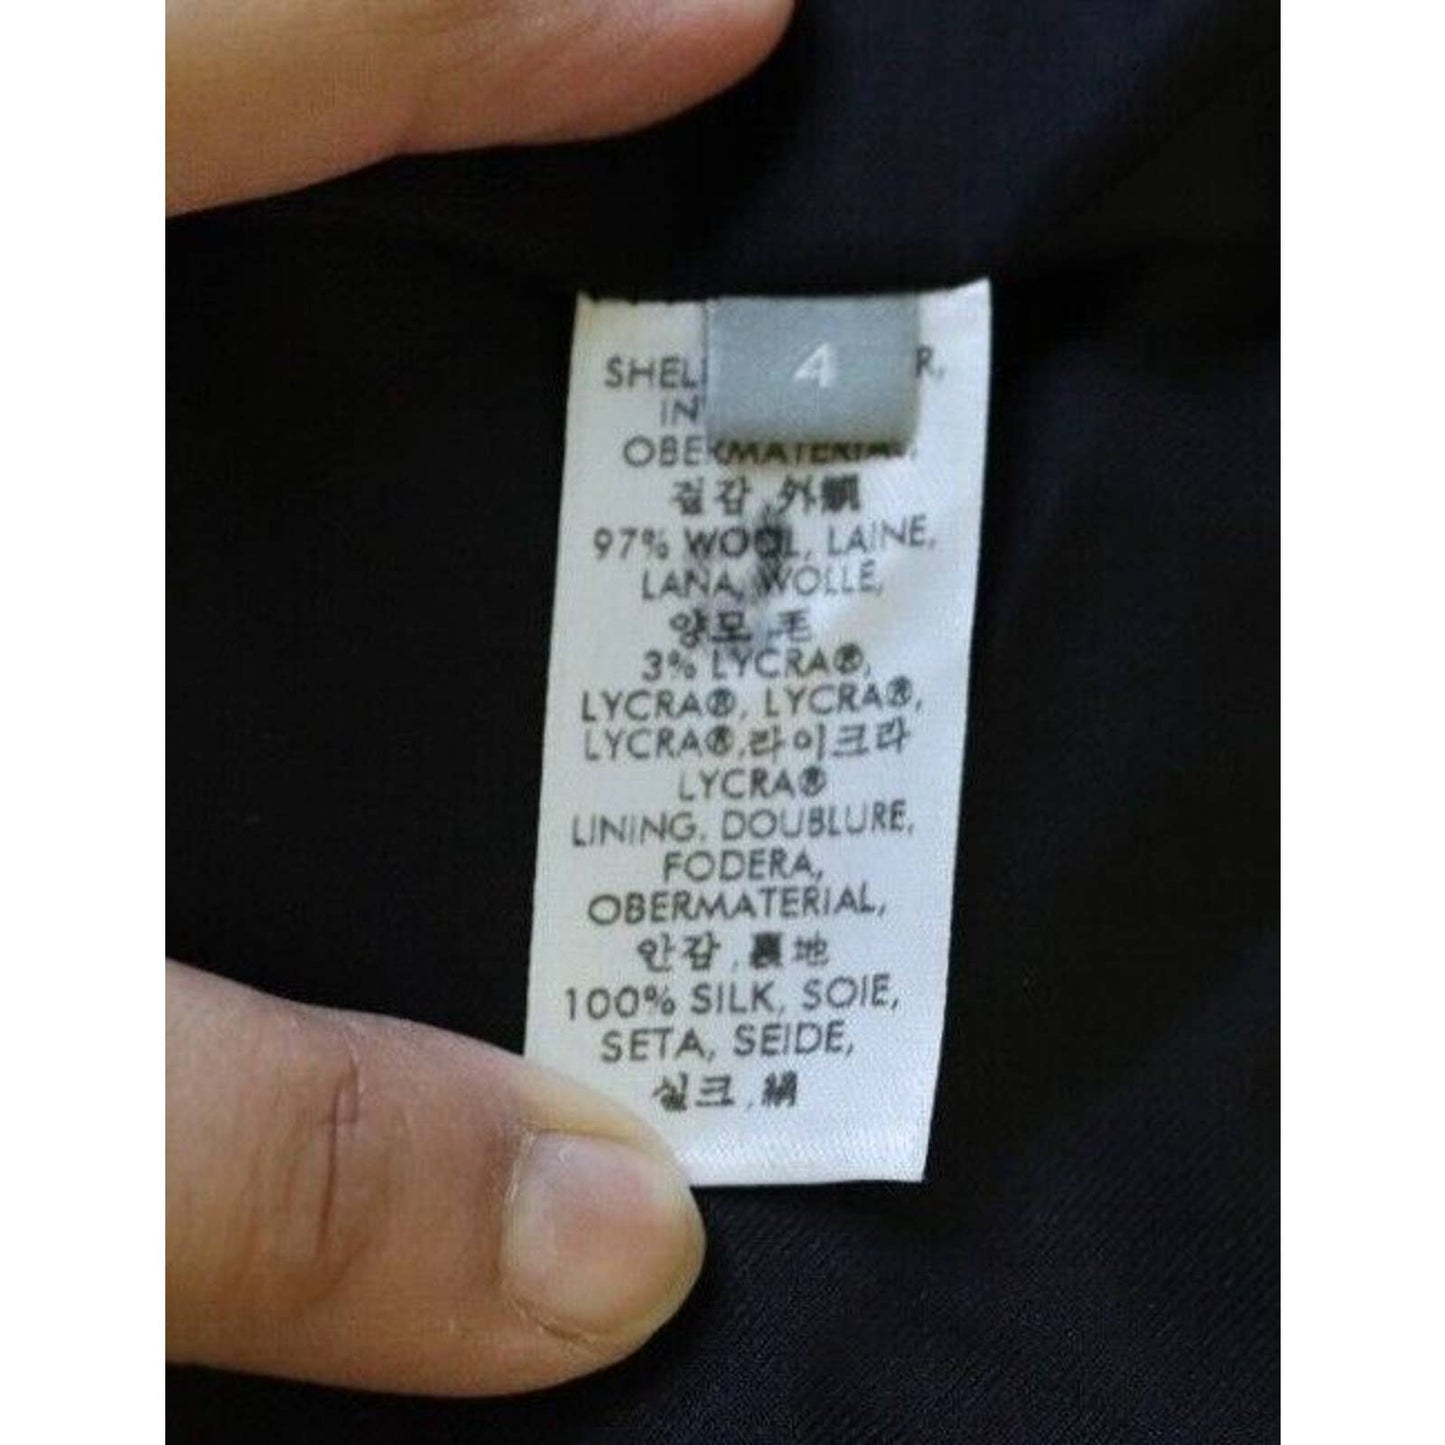 4
SHEL R,
IN
OBERMATERIAL,
겉감 外
97% WOOL, LAINE,
LANA, WOLLE,
양모, 毛
3% LYCRA®,
LYCRA®, LYCRA®,
LYCRA®,라이크라
LYCRA®
LINING, DOUBLURE,
FODERA,
OBERMATERIAL,
안감,裏地
100% SILK, SOIE,
SETA, SEIDE,
실크,絹